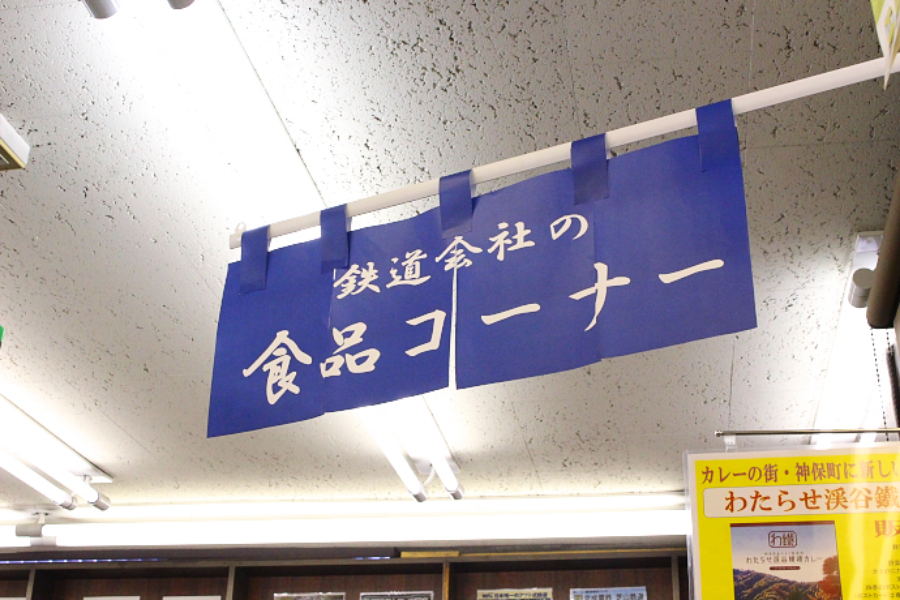 鉄道会社の
食品コーナー
カレーの街・神保町に新し
わたらせ渓谷鐵
わ鐵
わたらせ渓谷鐵道カレー